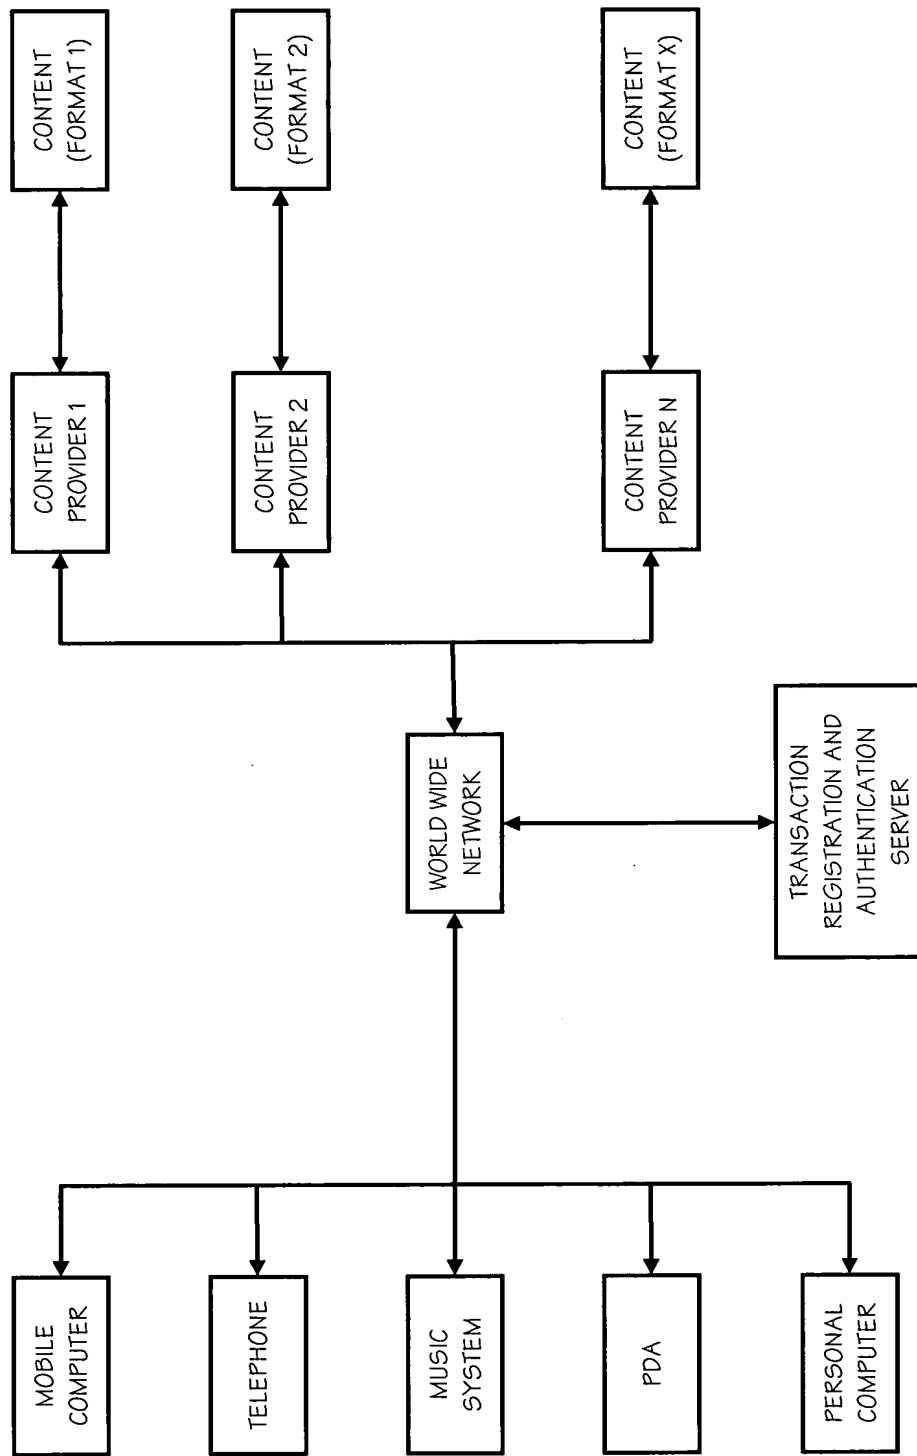 MOBILE
COMPUTER
TELEPHONE
MUSIC
SYSTEM
PDA
PERSONAL
COMPUTER
WORLD WIDE
NETWORK
TRANSACTION
REGISTRATION AND
AUTHENTICATION
SERVER
CONTENT
PROVIDER 1
CONTENT
PROVIDER 2
CONTENT
PROVIDER N
CONTENT
(FORMAT 1)
CONTENT
(FORMAT 2)
CONTENT
(FORMAT X)